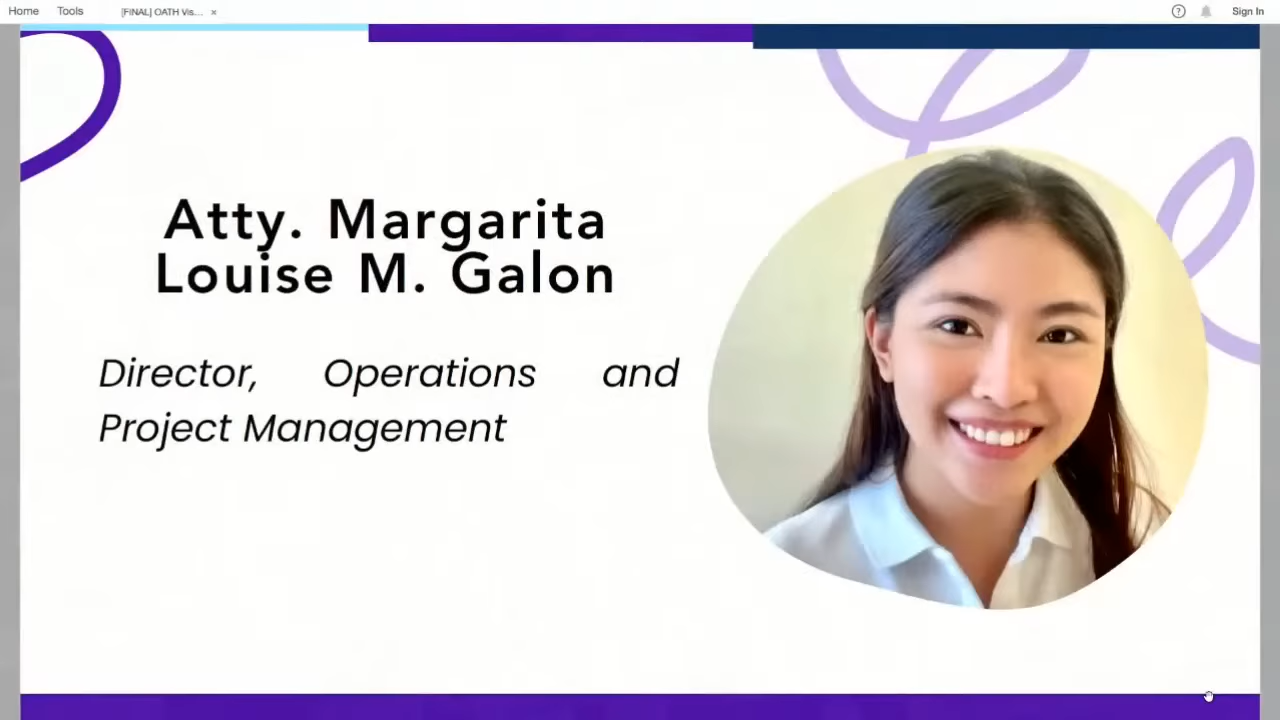 Home Tools [FINAL] OATH Vis... × Sign In
Atty. Margarita
Louise M. Galon
Director, Operations and
Project Management